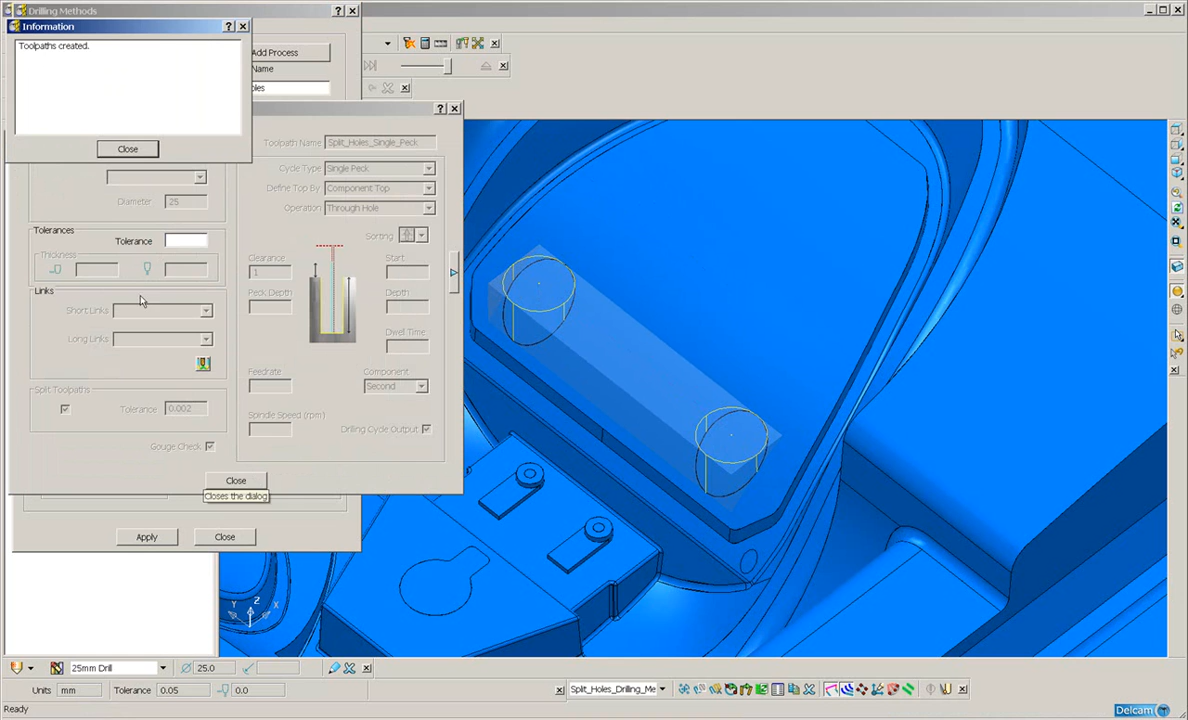 Drilling Methods
Information
Toolpaths created.
Close
Add Process
Name
oles
Toolpath Name Split_Holes_Single_Peck
Cycle Type Single Peck
Define Top By Component Top
Operation Through Hole
Sorting
Diameter 25
Tolerances
Tolerance
Thickness
Links
Short Links
Long Links
Split Toolpaths
Tolerance 0.002
Gouge Check
Clearance Start
1
Peck Depth Depth
Dwell Time
Feedrate Component
Second
Spindle Speed (rpm)
Drilling Cycle Output
Close
Closes the dialog
Apply Close
Z
Y X
25mm Drill 25.0
Units mm Tolerance 0.05 0.0 Split_Holes_Drilling_Me
Ready
Delcam